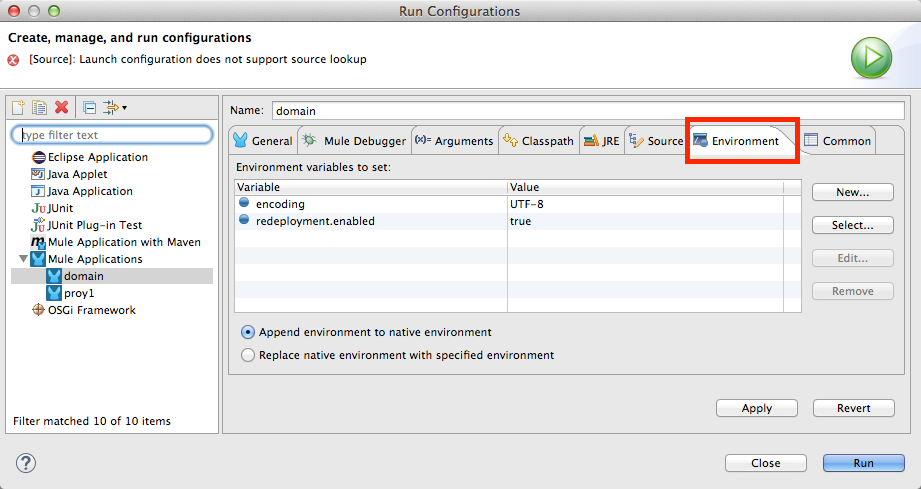 Run Configurations
Create, manage, and run configurations
[Source]: Launch configuration does not support source lookup
type filter text
Eclipse Application
Java Applet
Java Application
JUnit
JUnit Plug-in Test
Mule Application with Maven
Mule Applications
domain
proy1
OSGi Framework
Filter matched 10 of 10 items
Name: domain
General Mule Debugger Arguments Classpath JRE Source Environment Common
Environment variables to set:
Variable Value
encoding UTF-8
redeployment.enabled true
New...
Select...
Edit...
Remove
Append environment to native environment
Replace native environment with specified environment
Apply Revert
Close Run